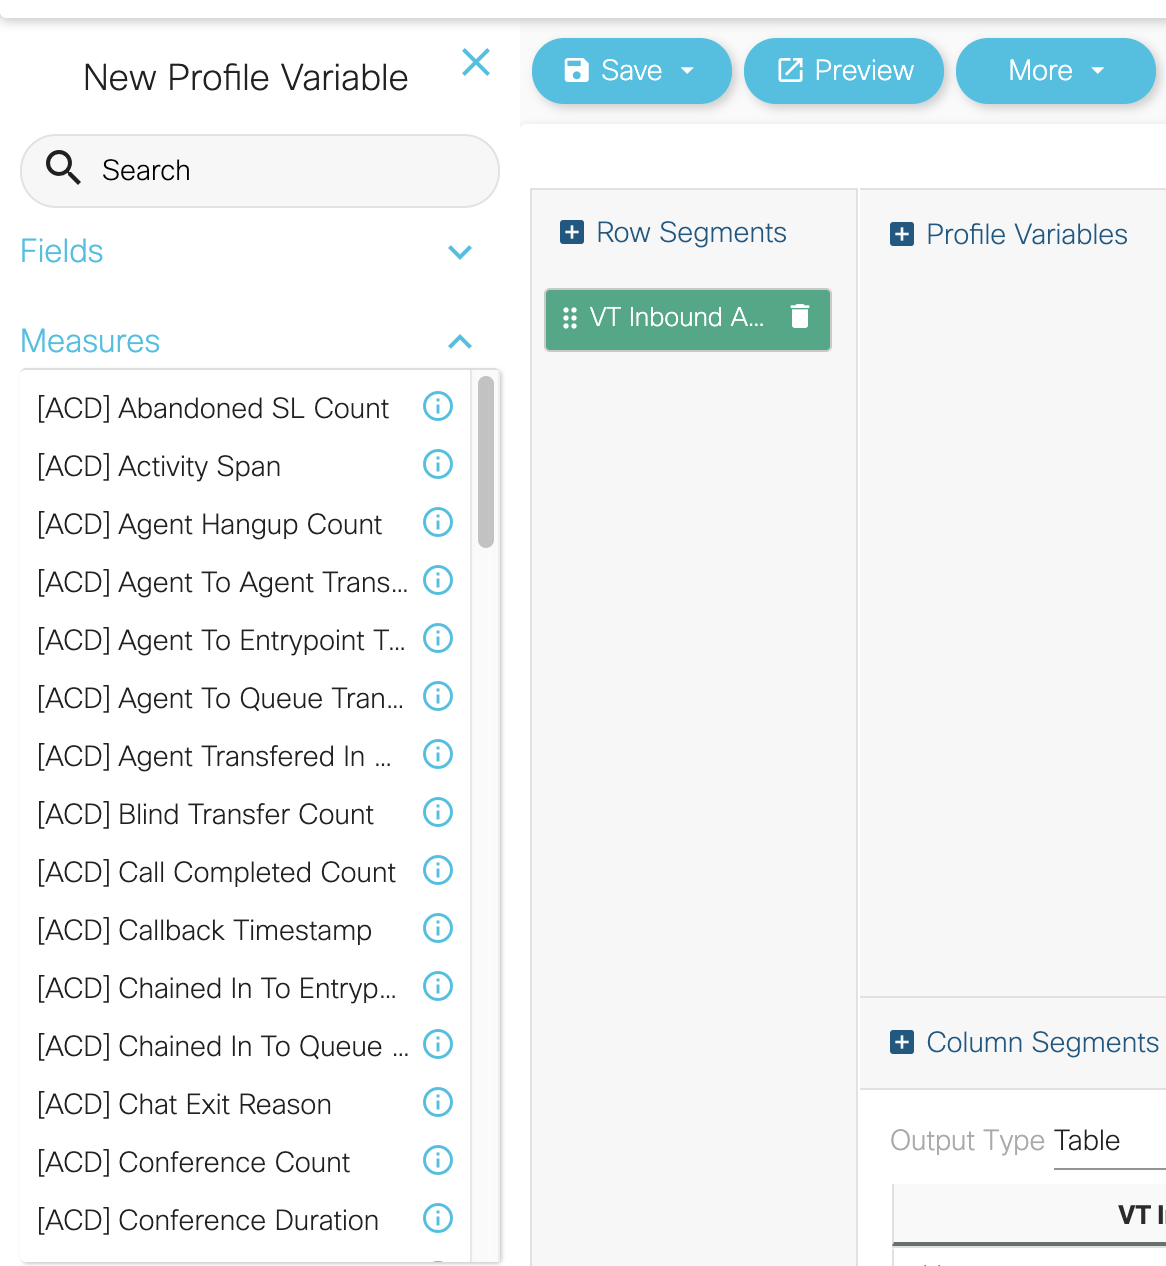 New Profile Variable
Search
Fields
Measures
[ACD] Abandoned SL Count
[ACD] Activity Span
[ACD] Agent Hangup Count
[ACD] Agent To Agent Trans...
[ACD] Agent To Entrypoint T...
[ACD] Agent To Queue Tran...
[ACD] Agent Transfered In ...
[ACD] Blind Transfer Count
[ACD] Call Completed Count
[ACD] Callback Timestamp
[ACD] Chained In To Entryp...
[ACD] Chained In To Queue ...
[ACD] Chat Exit Reason
[ACD] Conference Count
[ACD] Conference Duration
Save
Preview
More
Row Segments
VT Inbound A...
Profile Variables
Column Segments
Output Type Table
VT